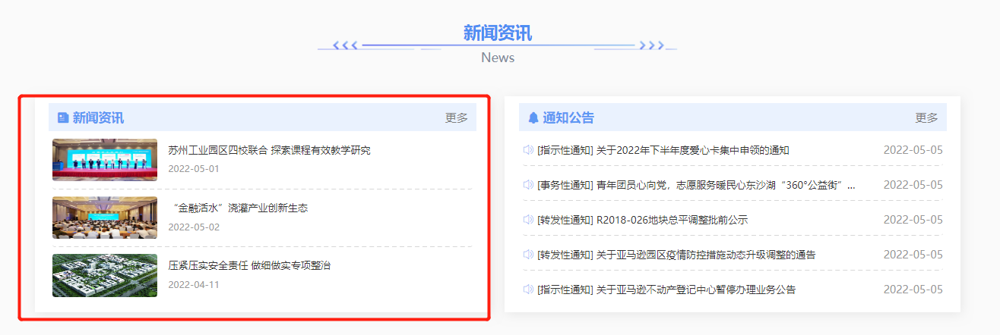 新闻资讯
News
新闻资讯 更多
苏州工业园区四校联合 探索课程有效教学研究
2022-05-01
“金融活水”浇灌产业创新生态
2022-05-02
压紧压实安全责任 做细做实专项整治
2022-04-11
通知公告 更多
[指示性通知] 关于2022年下半年度爱心卡集中申领的通知 2022-05-05
[事务性通知] 青年团员心向党，志愿服务暖民心东沙湖“360°公益街”... 2022-05-05
[转发性通知] R2018-026地块总平调整批前公示 2022-05-05
[转发性通知] 关于亚马逊园区疫情防控措施动态升级调整的通告 2022-05-05
[指示性通知] 关于亚马逊不动产登记中心暂停办理业务公告 2022-05-05